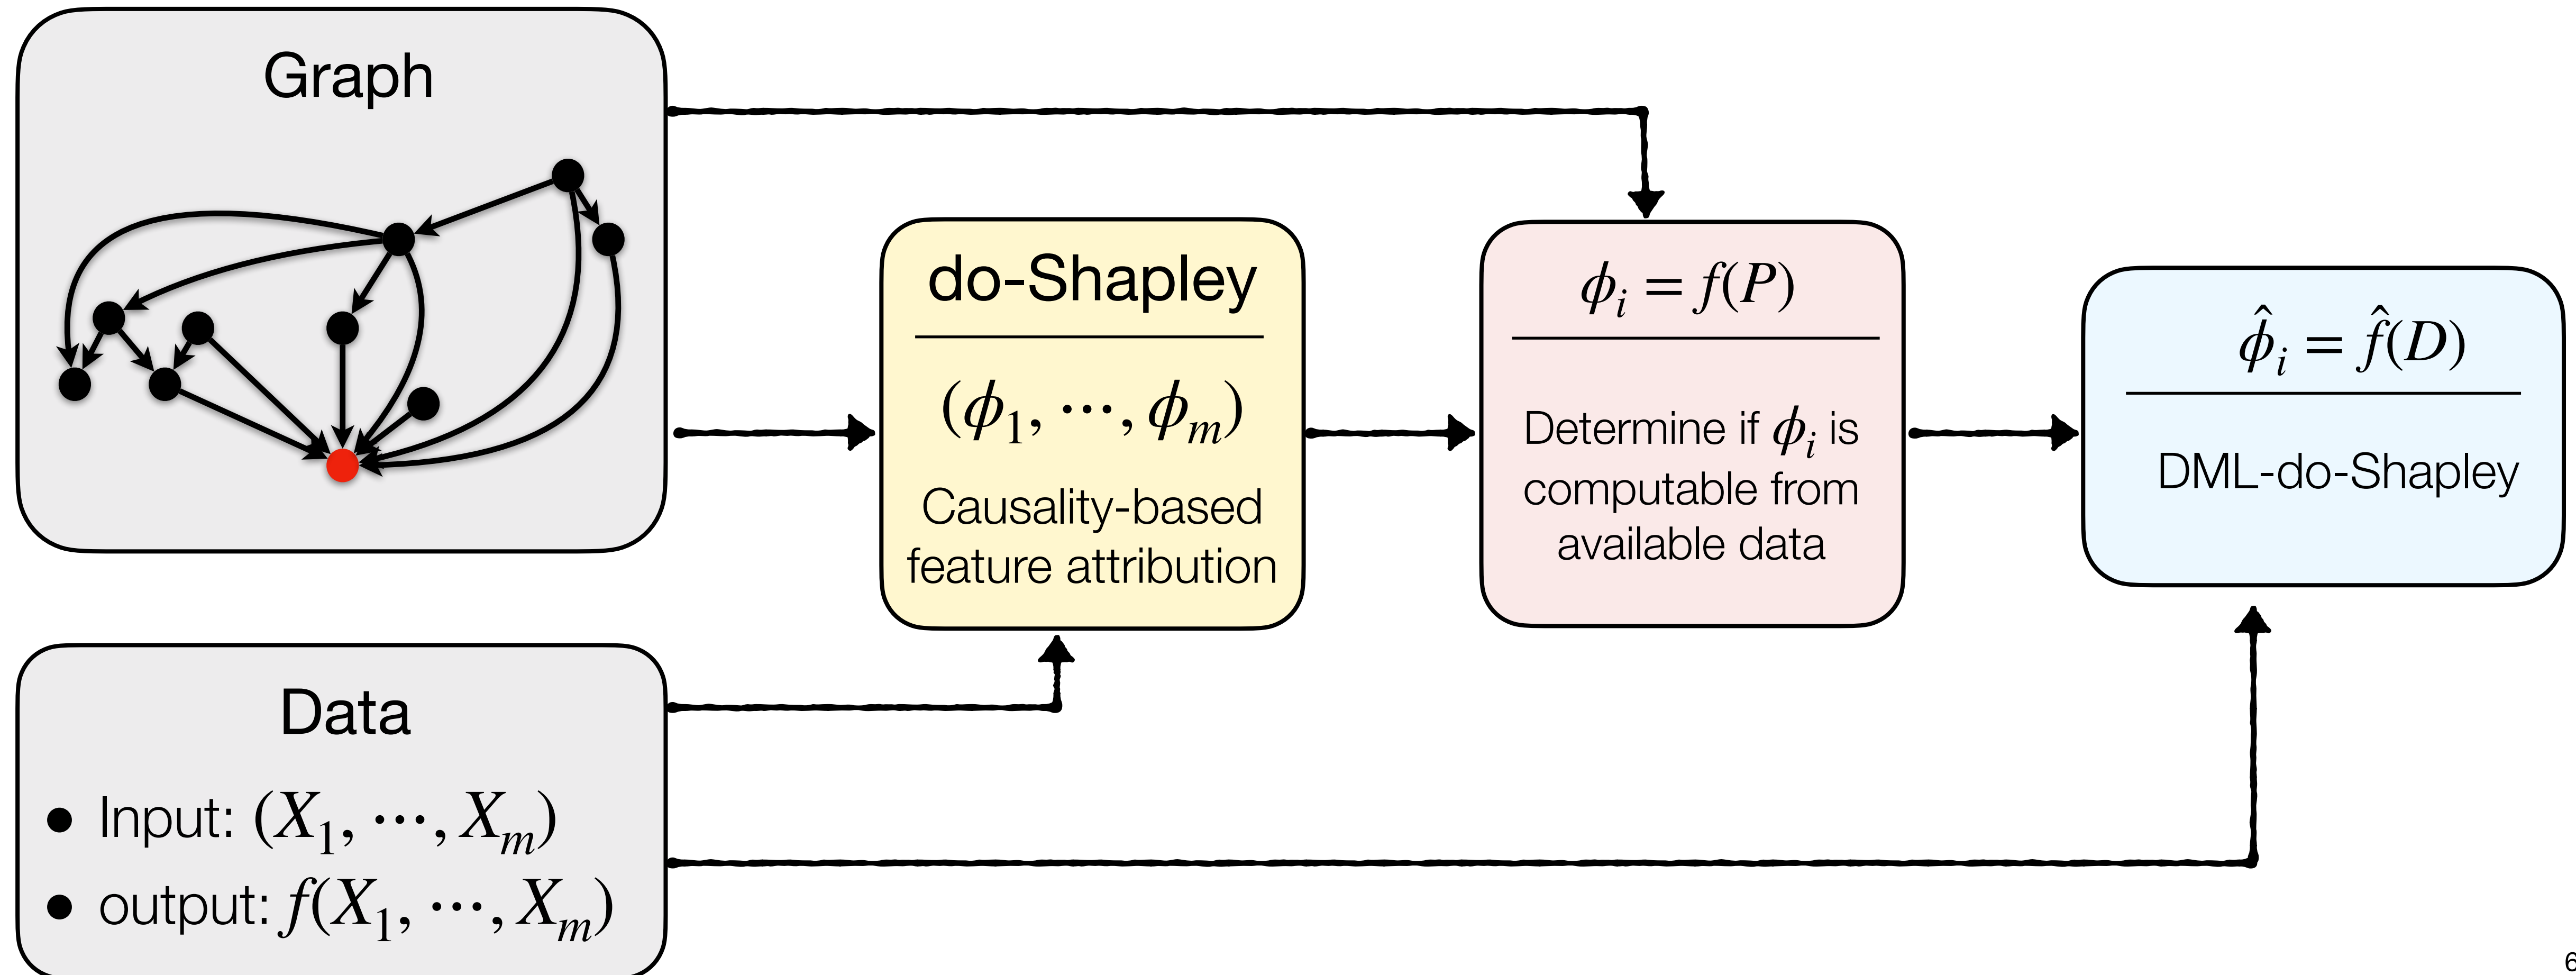 Graph
Data
● Input: (X₁, ⋯, Xₘ)
● output: f(X₁, ⋯, Xₘ)
do-Shapley
(ϕ₁, ⋯, ϕₘ)
Causality-based
feature attribution
ϕᵢ = f(P)
Determine if ϕᵢ is
computable from
available data
ϕ̂ᵢ = f̂(D)
DML-do-Shapley
6